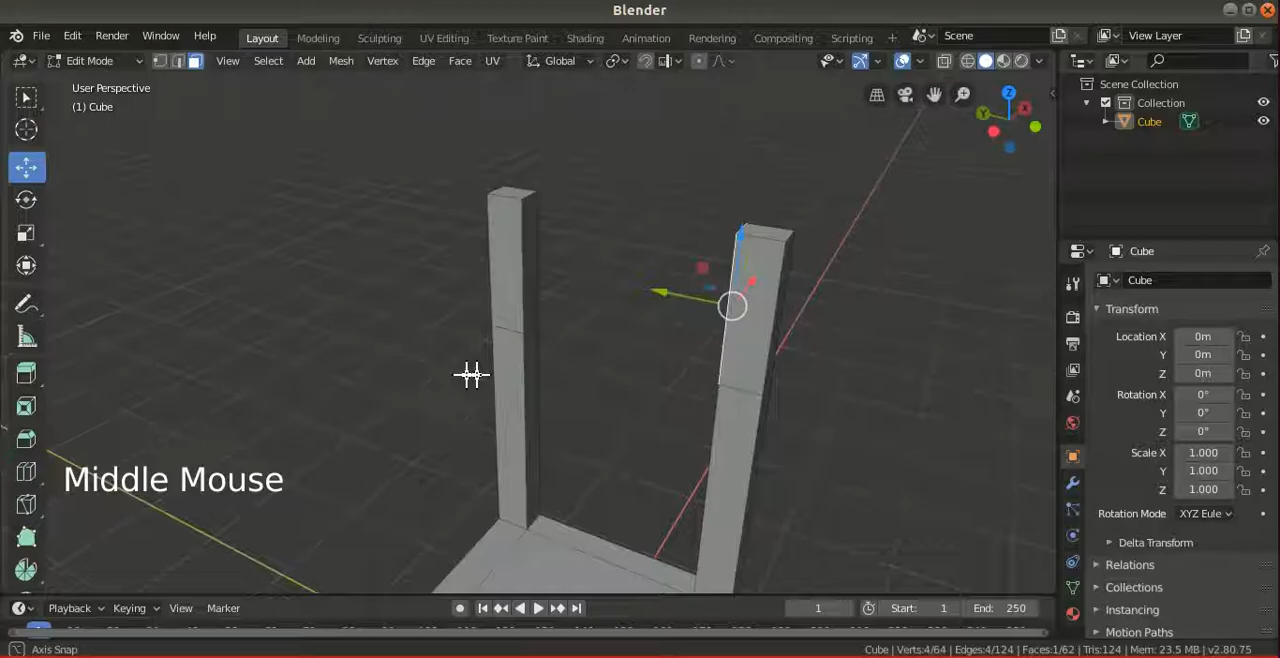 Blender
File Edit Render Window Help Layout Modeling Sculpting UV Editing Texture Paint Shading Animation Rendering Compositing Scripting + Scene View Layer
Edit Mode View Select Add Mesh Vertex Edge Face UV Global
User Perspective
(1) Cube
Z
X
Y
Scene Collection
Collection
Cube
Cube
Cube
Transform
Location X 0m
Y 0m
Z 0m
Rotation X 0°
Y 0°
Z 0°
Scale X 1.000
Y 1.000
Z 1.000
Rotation Mode XYZ Eule
Delta Transform
Relations
Collections
Instancing
Motion Paths
Middle Mouse
Playback Keying View Marker 1 Start: 1 End: 250
Axis Snap Cube | Verts:4/64 | Edges:4/124 | Faces:1/62 | Tris:124 | Mem: 23.5 MB | v2.80.75